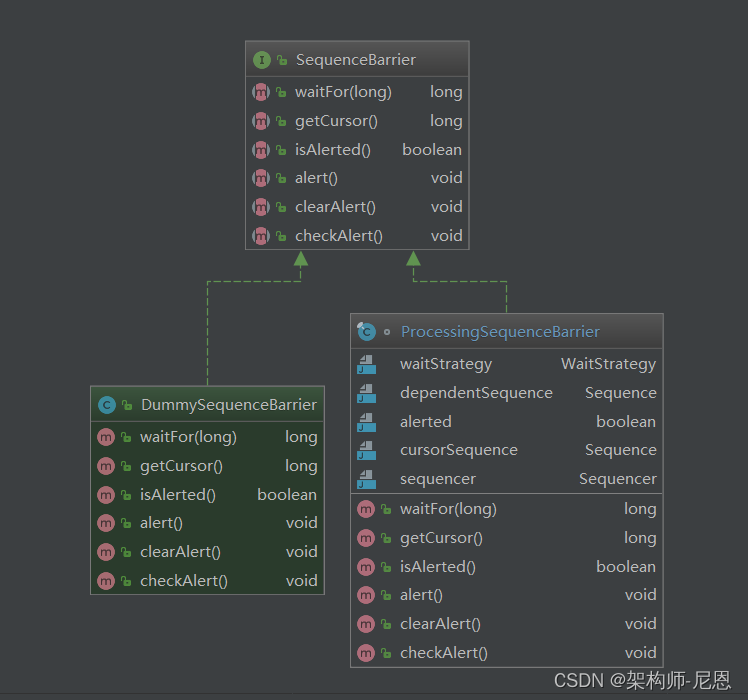 I SequenceBarrier
m waitFor(long) long
m getCursor() long
m isAlerted() boolean
m alert() void
m clearAlert() void
m checkAlert() void
C ProcessingSequenceBarrier
waitStrategy WaitStrategy
dependentSequence Sequence
alerted boolean
cursorSequence Sequence
sequencer Sequencer
m waitFor(long) long
m getCursor() long
m isAlerted() boolean
m alert() void
m clearAlert() void
m checkAlert() void
C DummySequenceBarrier
m waitFor(long) long
m getCursor() long
m isAlerted() boolean
m alert() void
m clearAlert() void
m checkAlert() void
CSDN @架构师-尼恩